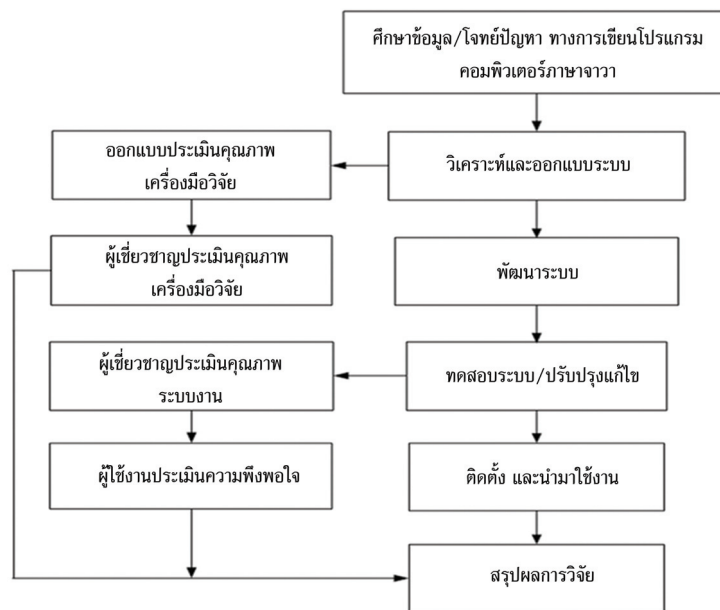 ศึกษาข้อมูล/โจทย์ปัญหา ทางการเขียนโปรแกรม
คอมพิวเตอร์ภาษาจาวา
ออกแบบประเมินคุณภาพ
เครื่องมือวิจัย
วิเคราะห์และออกแบบระบบ
ผู้เชี่ยวชาญประเมินคุณภาพ
เครื่องมือวิจัย
พัฒนาระบบ
ผู้เชี่ยวชาญประเมินคุณภาพ
ระบบงาน
ทดสอบระบบ/ปรับปรุงแก้ไข
ผู้ใช้งานประเมินความพึงพอใจ
ติดตั้ง และนำมาใช้งาน
สรุปผลการวิจัย